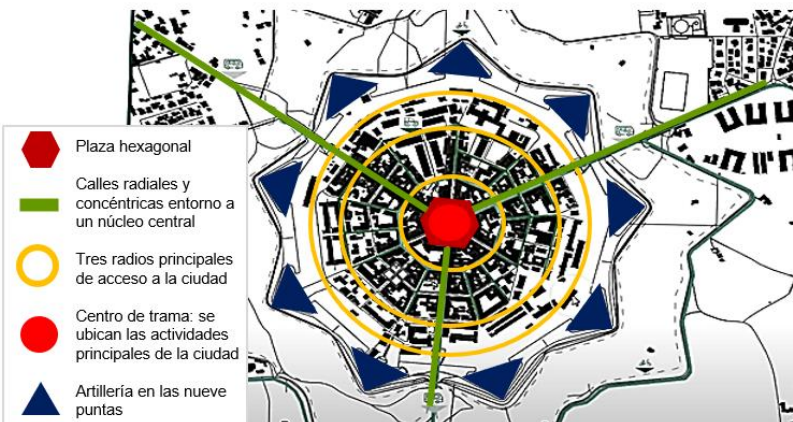 Plaza hexagonal
Calles radiales y
concéntricas entorno a
un núcleo central
Tres radios principales
de acceso a la ciudad
Centro de trama: se
ubican las actividades
principales de la ciudad
Artillería en las nueve
puntas